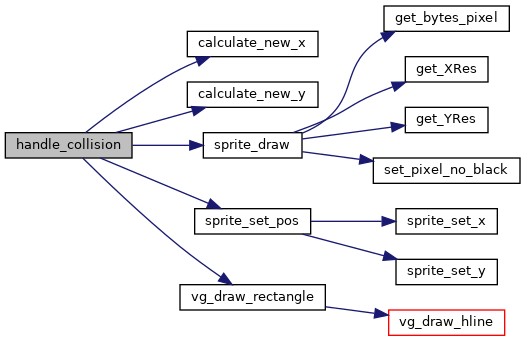 handle_collision
calculate_new_x
calculate_new_y
sprite_draw
get_bytes_pixel
get_XRes
get_YRes
set_pixel_no_black
sprite_set_pos
sprite_set_x
sprite_set_y
vg_draw_rectangle
vg_draw_hline